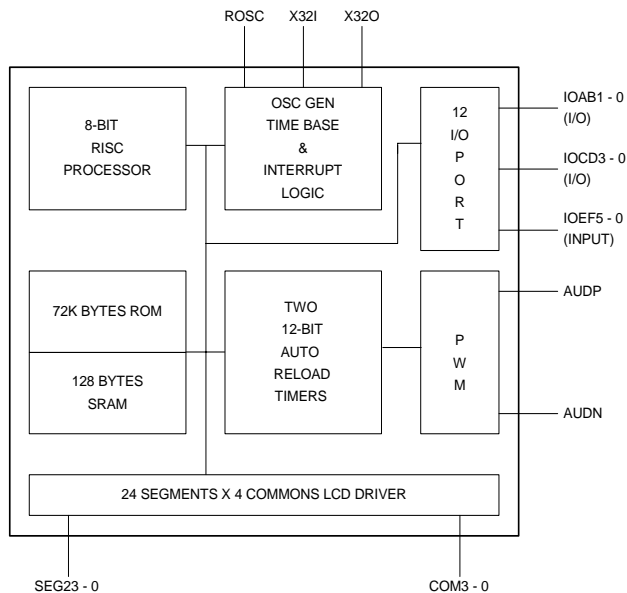 ROSC X32I X32O
8-BIT
RISC
PROCESSOR
OSC GEN
TIME BASE
&
INTERRUPT
LOGIC
12
I/O
P
O
R
T
IOAB1 - 0
(I/O)
IOCD3 - 0
(I/O)
IOEF5 - 0
(INPUT)
72K BYTES ROM
128 BYTES
SRAM
TWO
12-BIT
AUTO
RELOAD
TIMERS
P
W
M
AUDP
AUDN
24 SEGMENTS X 4 COMMONS LCD DRIVER
SEG23 - 0
COM3 - 0